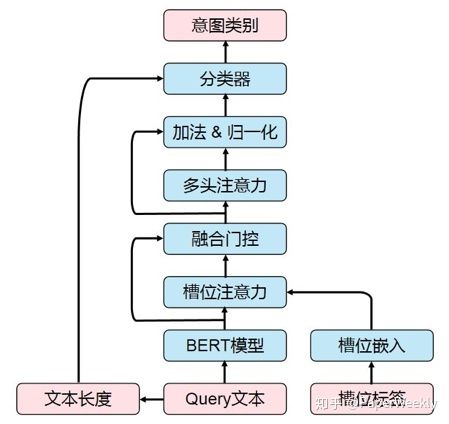 意图类别
分类器
加法 & 归一化
多头注意力
融合门控
槽位注意力
BERT模型
槽位嵌入
文本长度
Query文本
槽位标签
知乎 @PaperWeekly